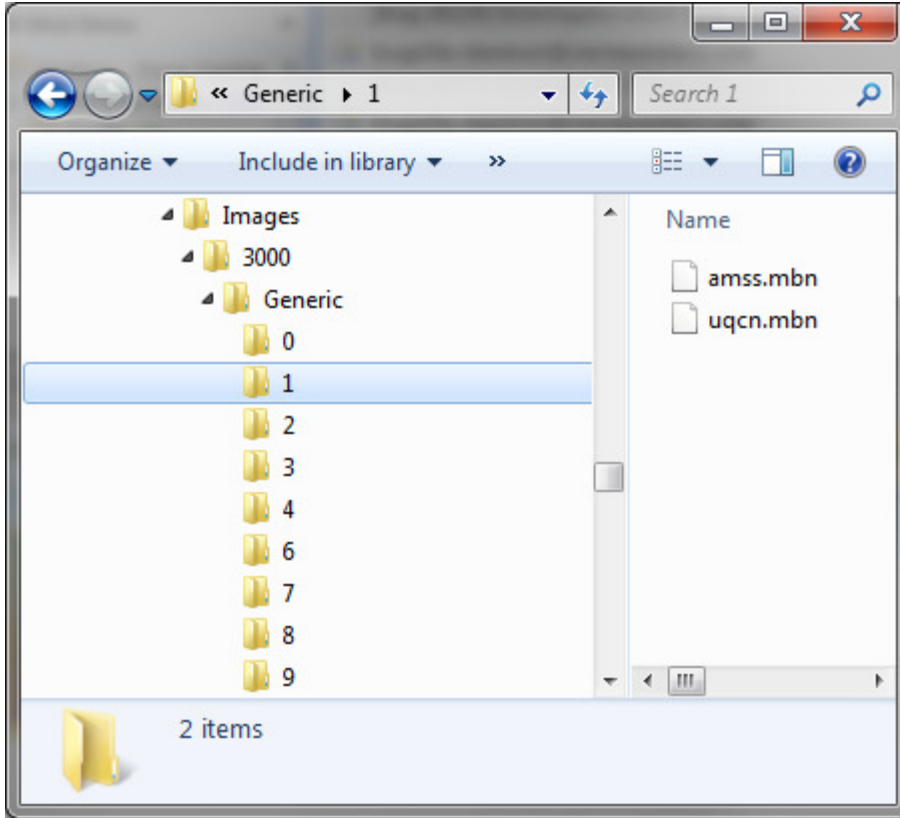 « Generic ▸ 1
Search 1
Organize ▾ Include in library ▾ »
Images
3000
Generic
0
1
2
3
4
6
7
8
9
Name
amss.mbn
uqcn.mbn
2 items